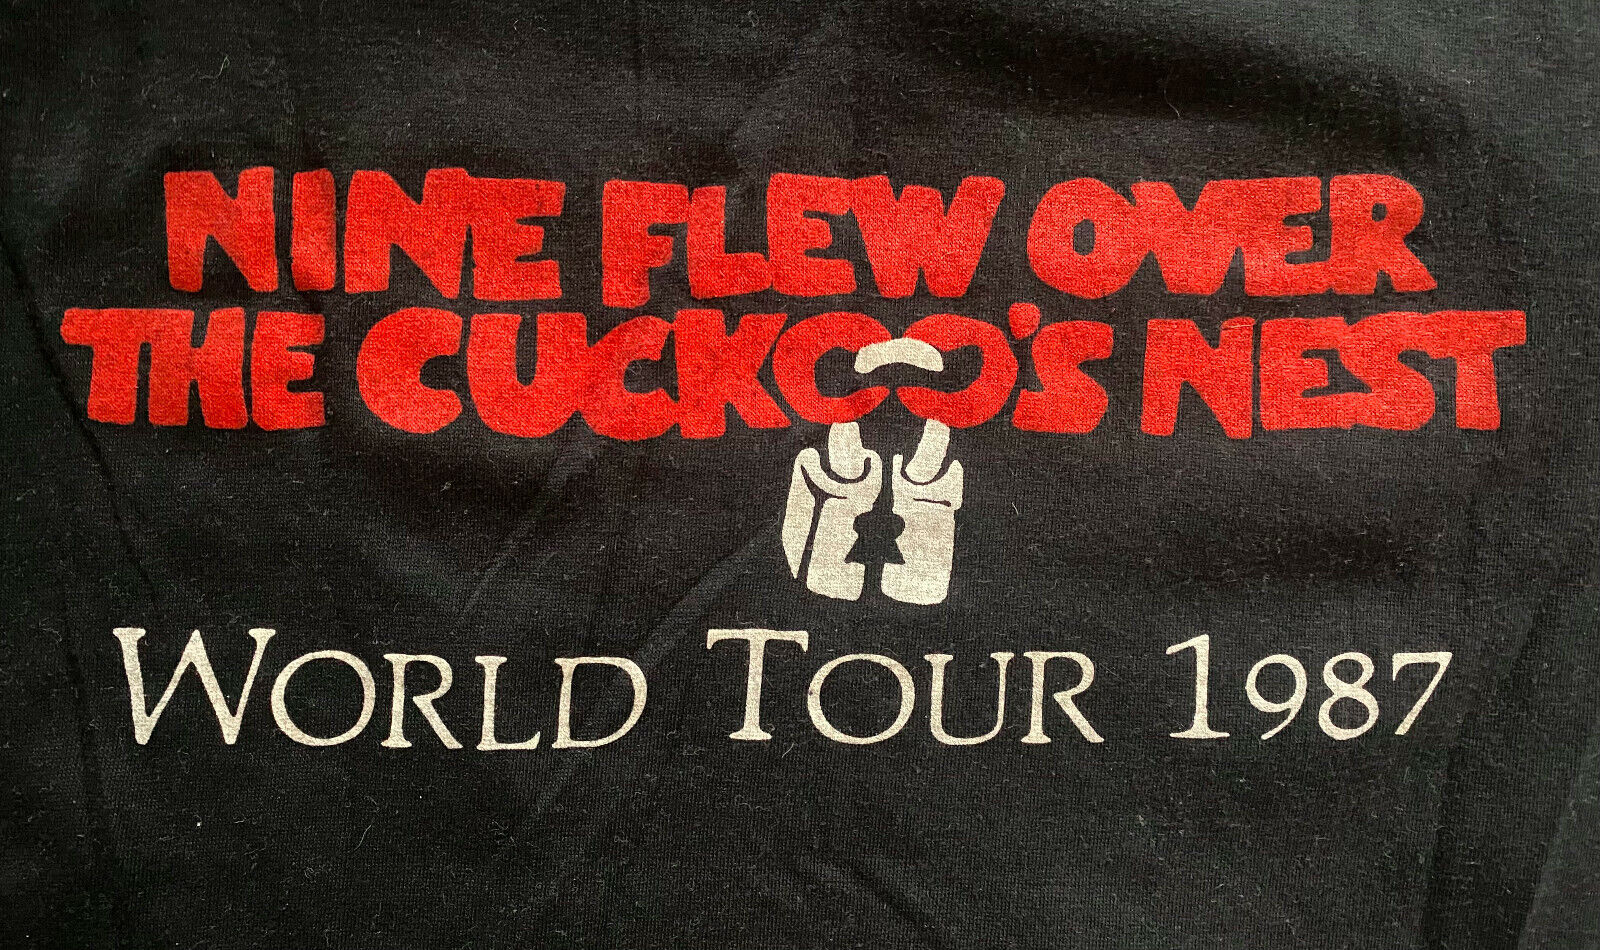 NINE FLEW OVER
THE CUCKOO'S NEST
WORLD TOUR 1987